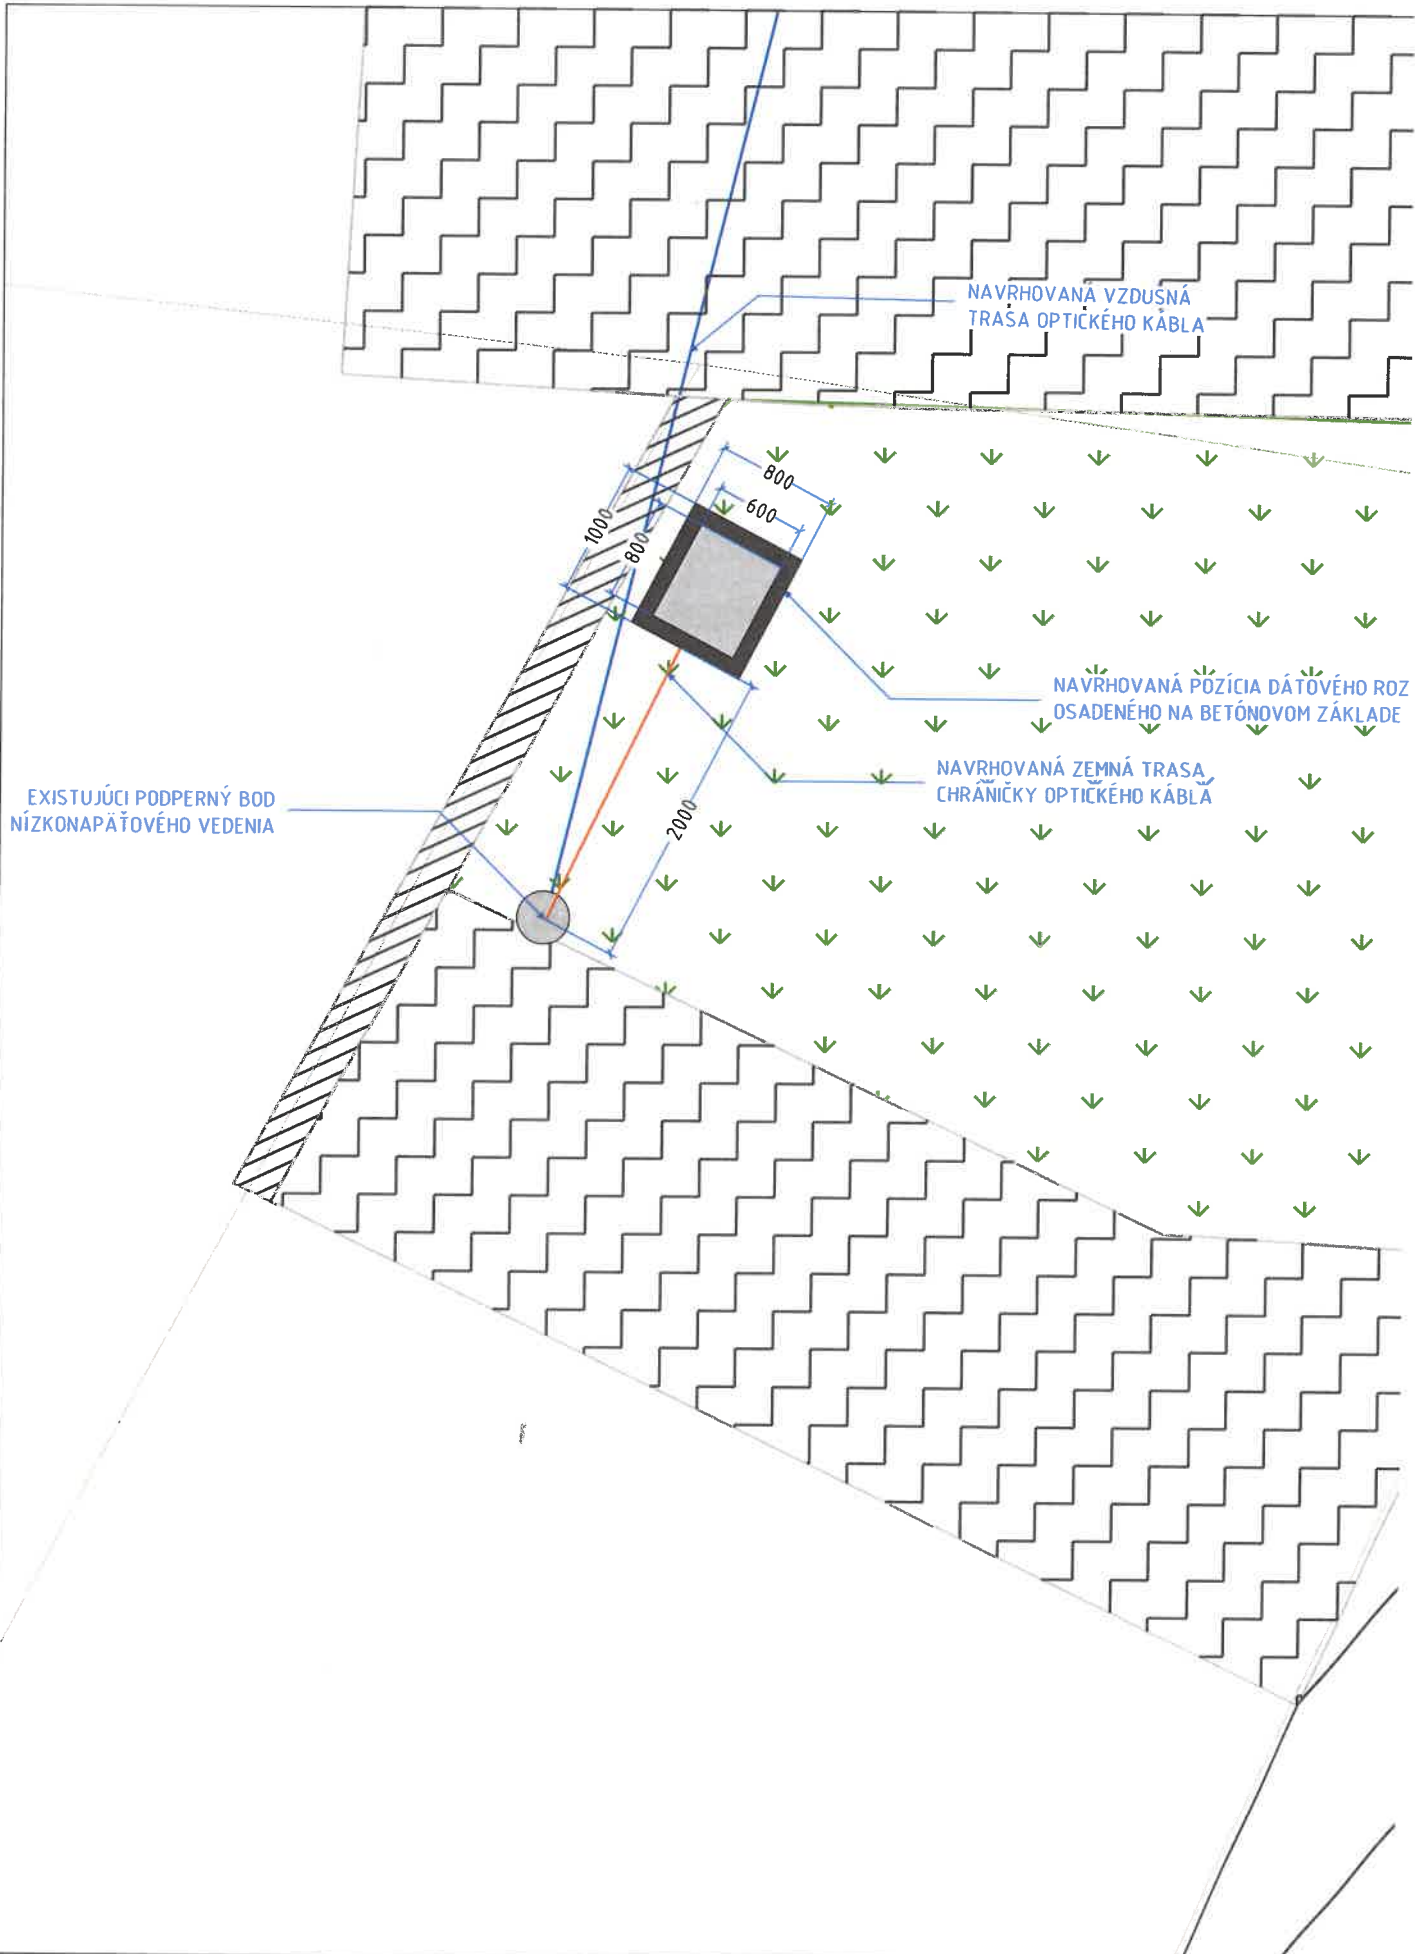 NAVRHOVANÁ VZDUŠNÁ
TRASA OPTICKÉHO KÁBLA
800
600
1000
800
NAVRHOVANÁ POZÍCIA DÁTOVÉHO ROZ
OSADENÉHO NA BETÓNOVOM ZÁKLADE
NAVRHOVANÁ ZEMNÁ TRASA
CHRÁNIČKY OPTICKÉHO KÁBLA
EXISTUJÚCI PODPERNÝ BOD
NÍZKONAPÄŤOVÉHO VEDENIA
2000